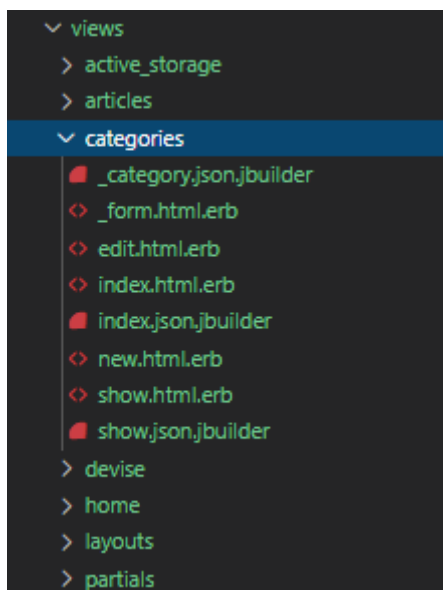 views
active_storage
articles
categories
_category.json.jbuilder
_form.html.erb
edit.html.erb
index.html.erb
index.json.jbuilder
new.html.erb
show.html.erb
show.json.jbuilder
devise
home
layouts
partials